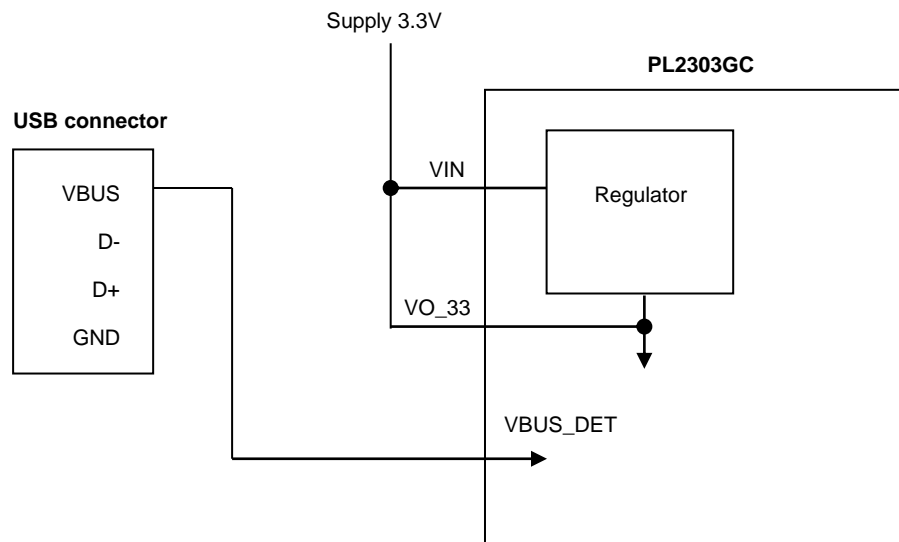 Supply 3.3V
PL2303GC
USB connector
VBUS
D-
D+
GND
VIN
Regulator
VO_33
VBUS_DET